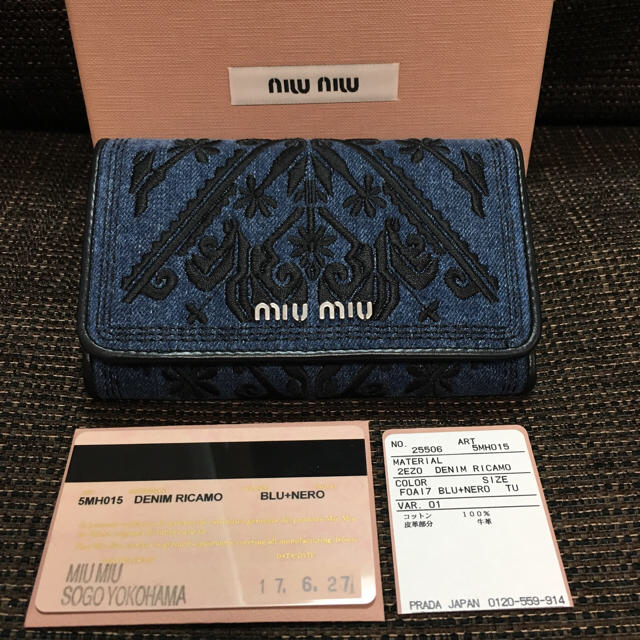 miu miu
miu miu
5MH015 DENIM RICAMO BLU+NERO
DATE/DATE
MIU MIU
SOGO YOKOHAMA
17. 6. 27
NO. 25506 ART 5MH015
MATERIAL
2EZO DENIM RICAMO
COLOR SIZE
F0A17 BLU+NERO TU
VAR. 01
コットン 100%
皮革部分 牛革
PRADA JAPAN 0120-559-914